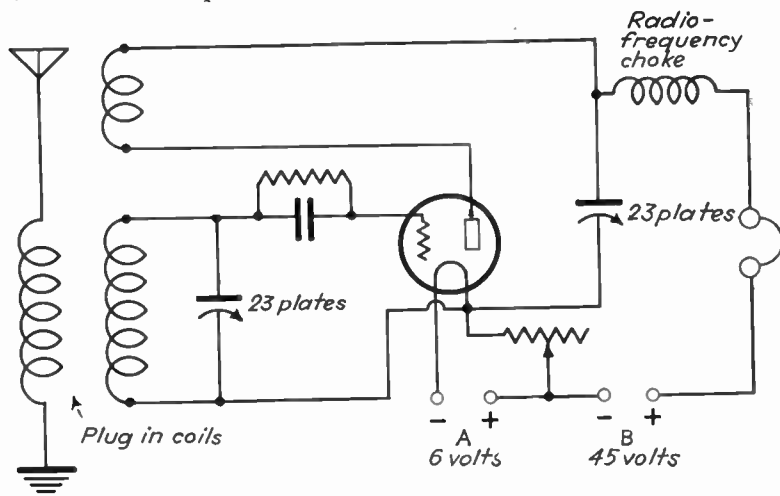 Radio-
frequency
choke
23 plates
23 plates
Plug in coils
- + - +
A B
6 volts 45 volts